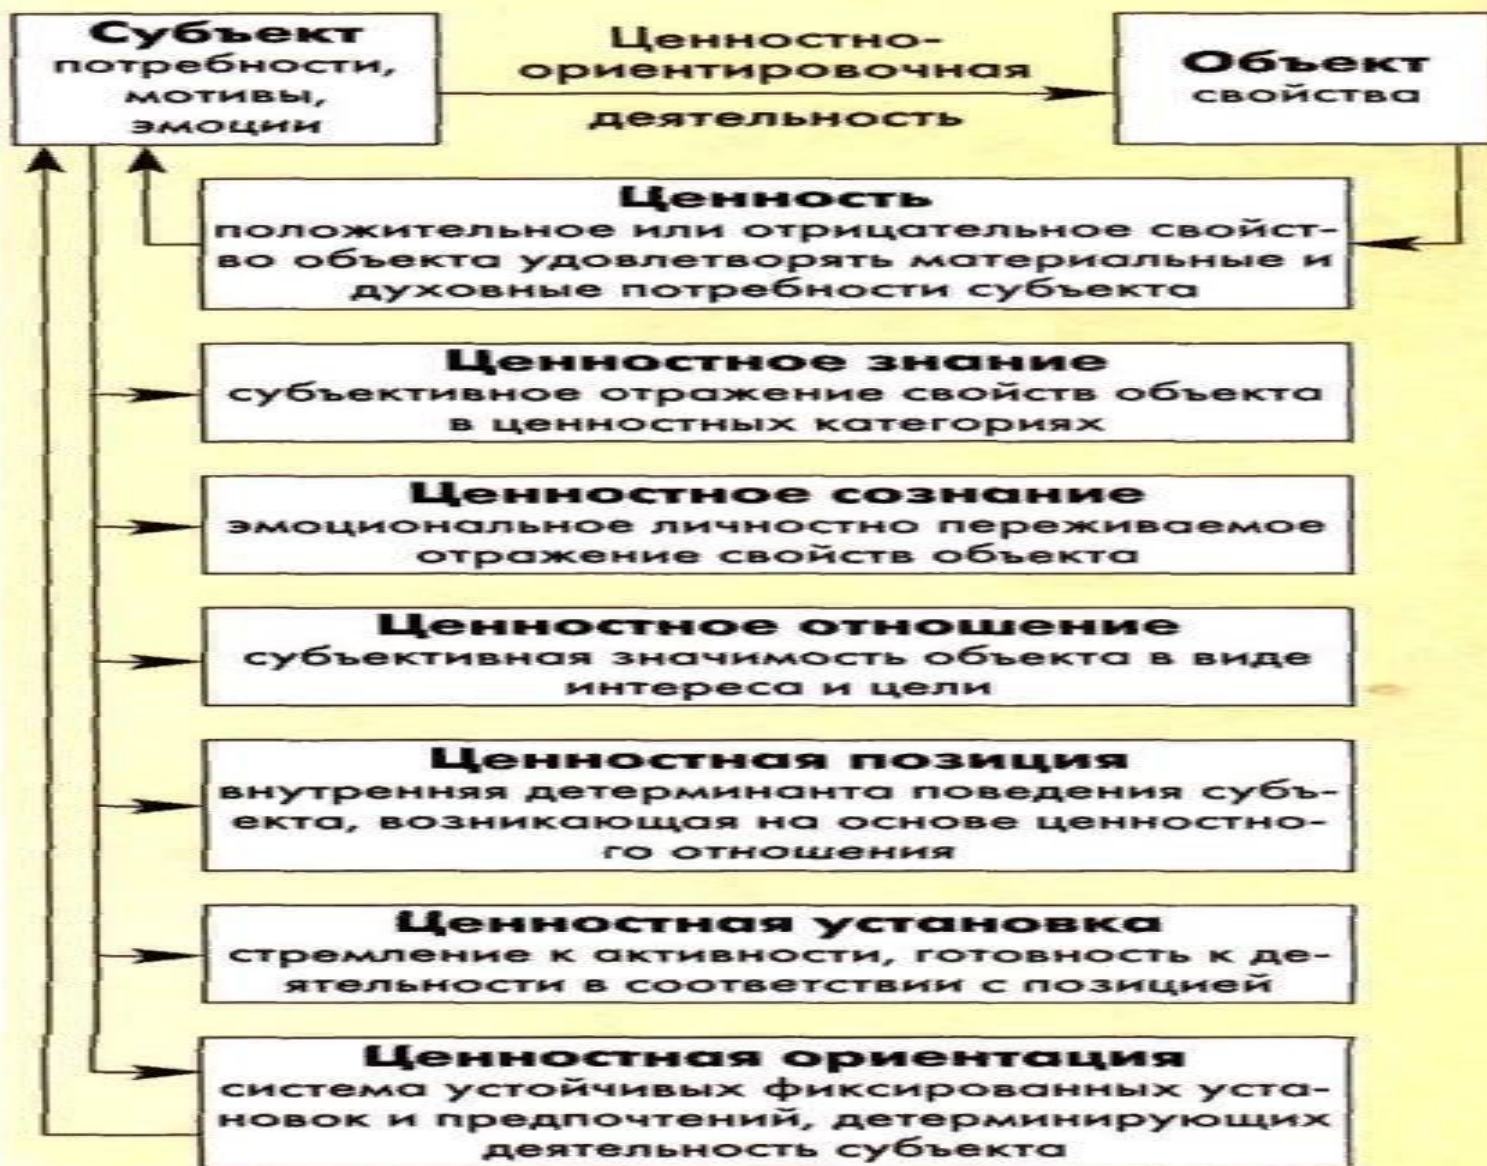 Субъект
потребности,
мотивы,
эмоции
Ценностно-
ориентировочная
деятельность
Объект
свойства
Ценность
положительное или отрицательное свойст-
во объекта удовлетворять материальные и
духовные потребности субъекта
Ценностное знание
субъективное отражение свойств объекта
в ценностных категориях
Ценностное сознание
эмоциональное личностно переживаемое
отражение свойств объекта
Ценностное отношение
субъективная значимость объекта в виде
интереса и цели
Ценностная позиция
внутренняя детерминанта поведения субъ-
екта, возникающая на основе ценностно-
го отношения
Ценностная установка
стремление к активности, готовность к де-
ятельности в соответствии с позицией
Ценностная ориентация
система устойчивых фиксированных уста-
новок и предпочтений, детерминирующих
деятельность субъекта